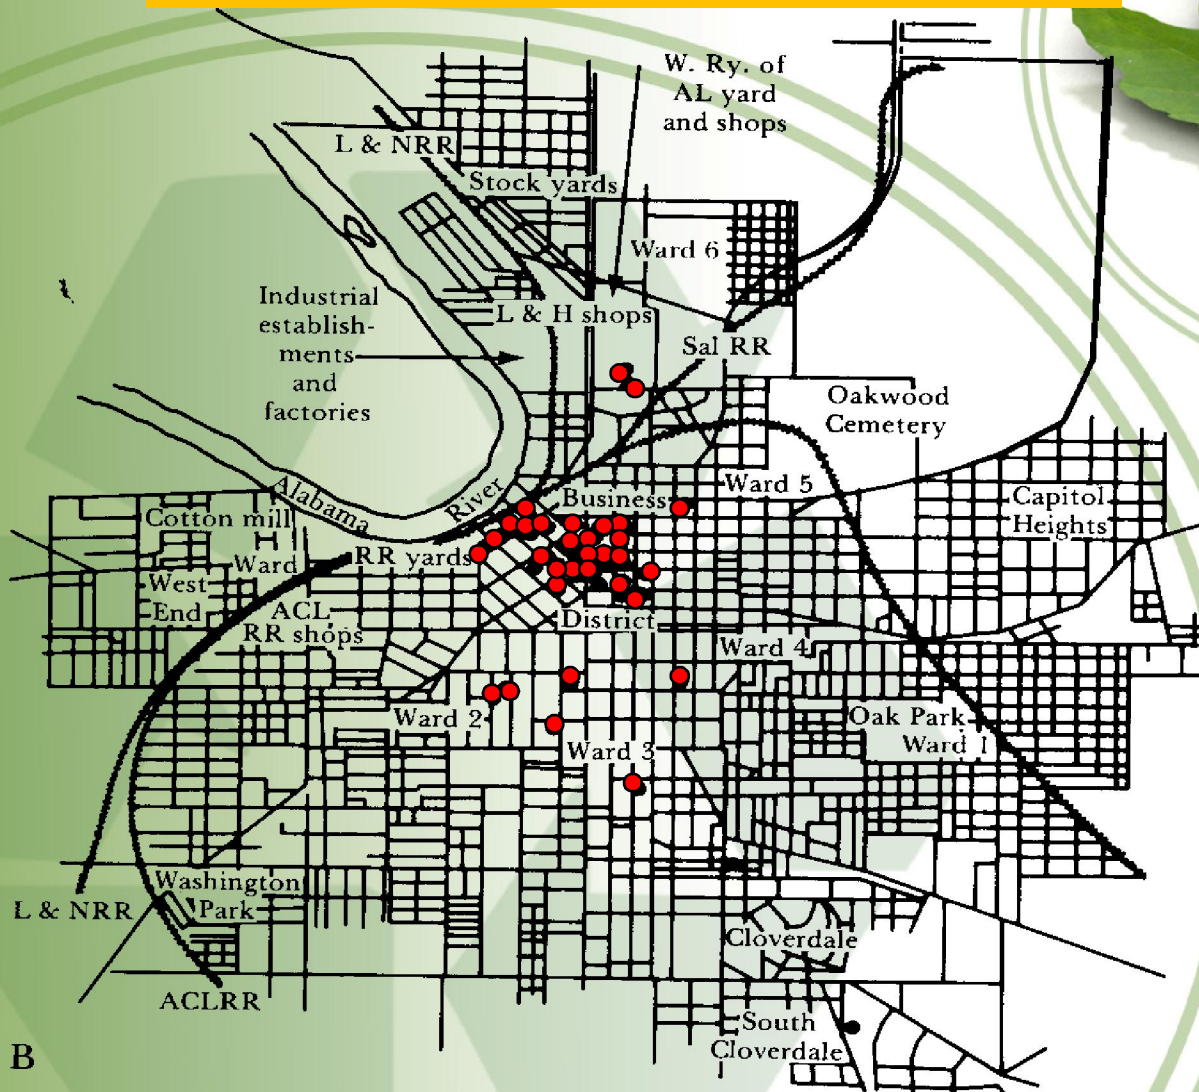 W. Ry. of
AL yard
and shops
L & NRR
Stock yards
Ward 6
Industrial
establish-
ments
and
factories
L & H shops
Sal RR
Oakwood
Cemetery
Alabama
River
Business
Ward 5
Capitol
Heights
Cotton mill
RR yards
Ward
West
End
ACL
RR shops
District
Ward 4
Ward 2
Oak Park
Ward 1
Ward 3
Washington
Park
L & NRR
Cloverdale
ACLRR
South
Cloverdale
B